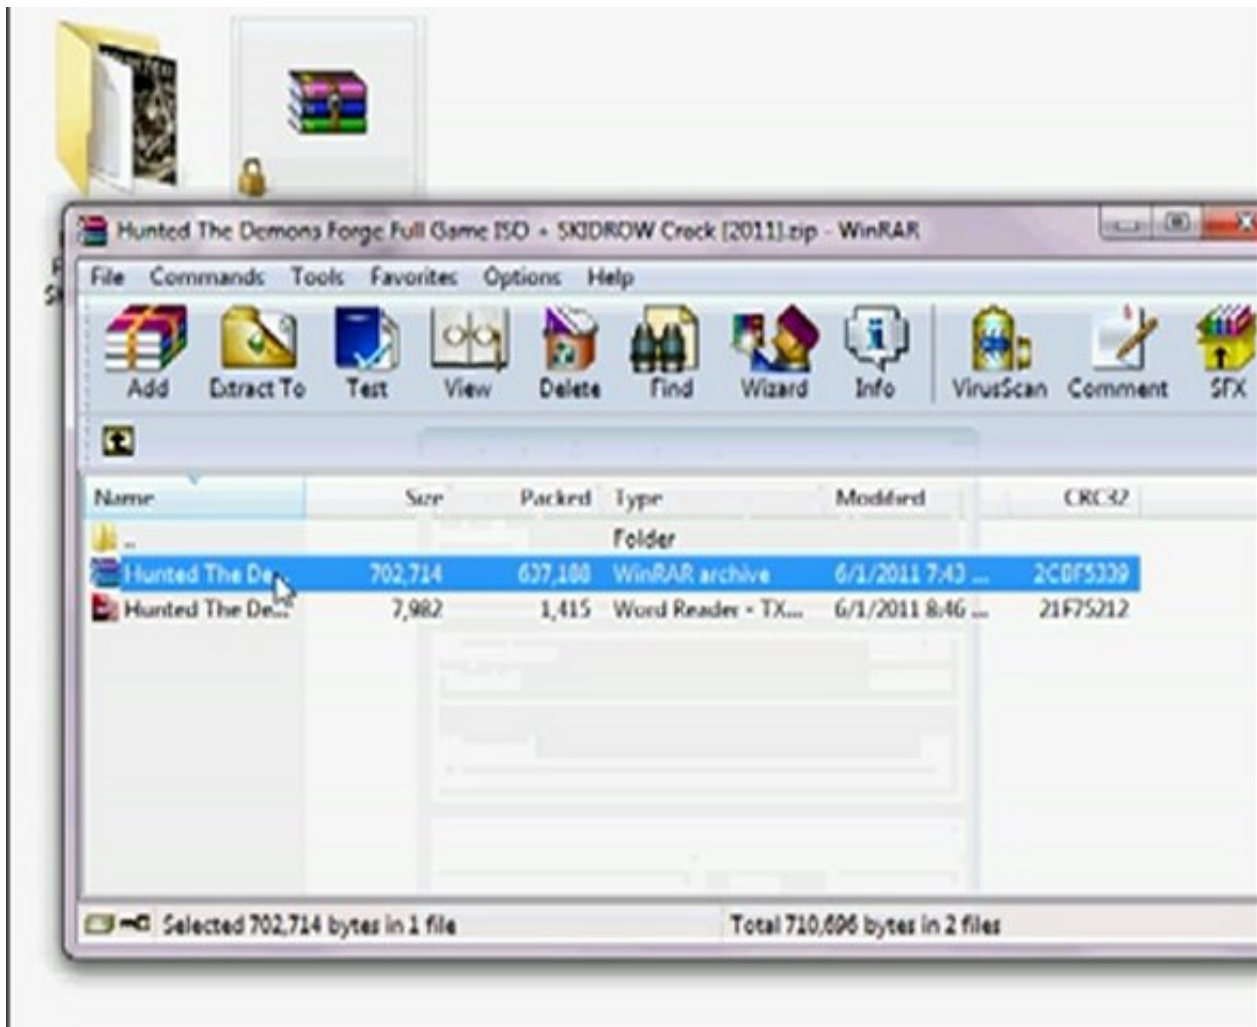 Hunted The Demons Forge Full Game ISO + SKIDROW Crack [2011].zip - WinRAR
File Commands Tools Favorites Options Help
Add Extract To Test View Delete Find Wizard Info VirusScan Comment SFX
Name Size Packed Type Modified CRC32
.. Folder
Hunted The De... 702,714 637,188 WinRAR archive 6/1/2011 7:43 ... 2CBF5339
Hunted The De... 7,982 1,415 Word Reader - TX... 6/1/2011 8:46 ... 21F75212
Selected 702,714 bytes in 1 file Total 710,696 bytes in 2 files